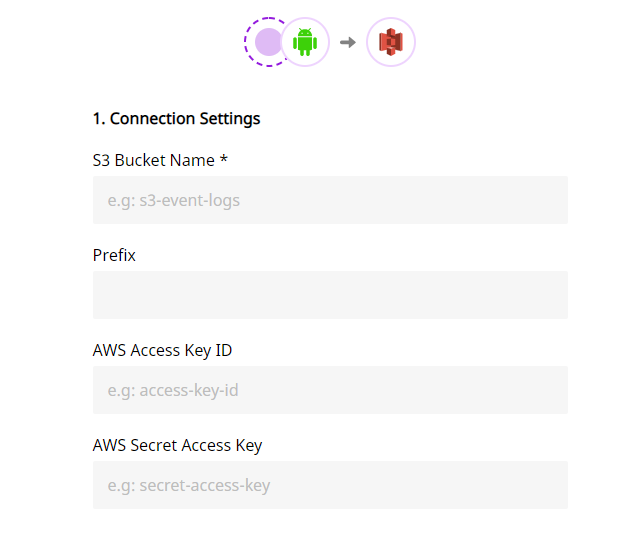 1. Connection Settings
S3 Bucket Name *
e.g: s3-event-logs
Prefix
AWS Access Key ID
e.g: access-key-id
AWS Secret Access Key
e.g: secret-access-key